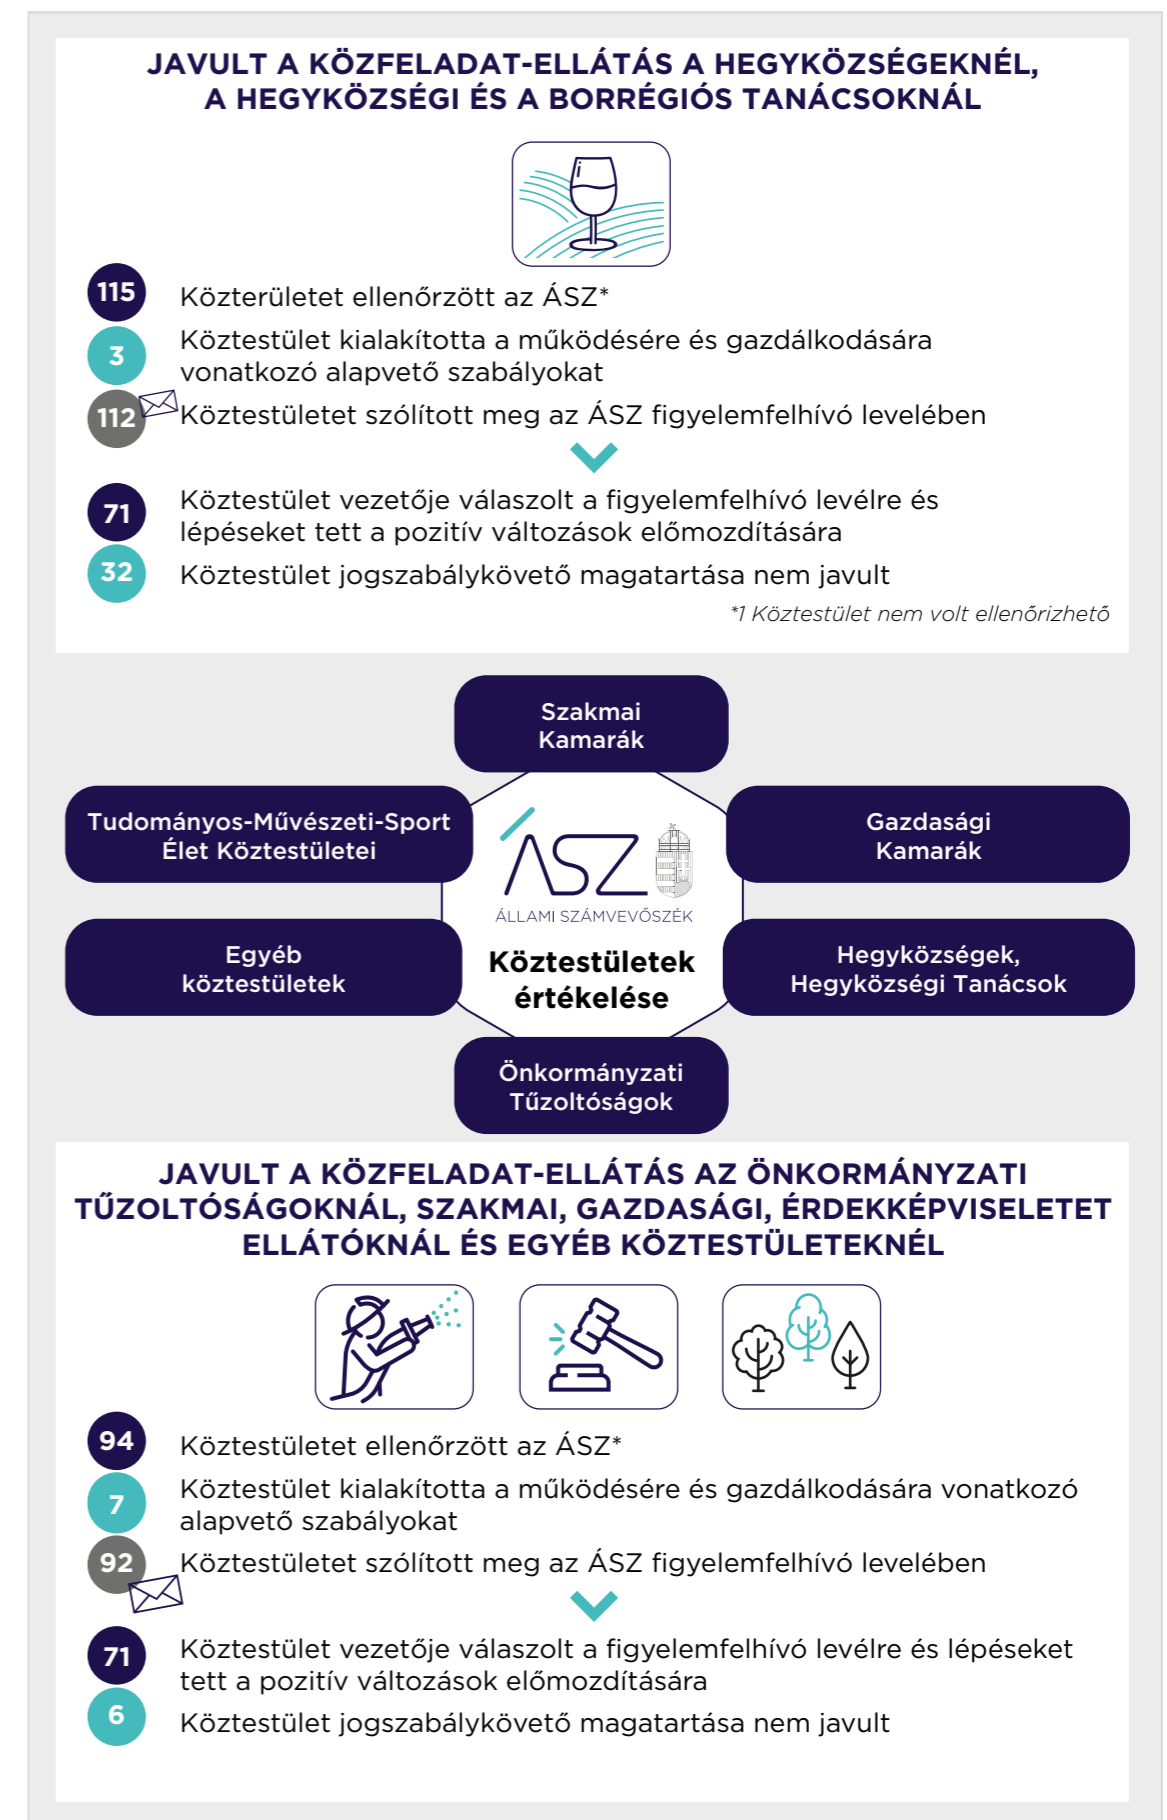 JAVULT A KÖZFELADAT-ELLÁTÁS A HEGYKÖZSÉGEKNÉL,
A HEGYKÖZSÉGI ÉS A BORRÉGIÓS TANÁCSOKNÁL
115
Közterületet ellenőrzött az ÁSZ*
3
Köztestület kialakította a működésére és gazdálkodására
vonatkozó alapvető szabályokat
112
Köztestületet szólított meg az ÁSZ figyelemfelhívó levelében
71
Köztestület vezetője válaszolt a figyelemfelhívó levélre és
lépéseket tett a pozitív változások előmozdítására
32
Köztestület jogszabálykövető magatartása nem javult
*1 Köztestület nem volt ellenőrizhető
Szakmai
Kamarák
Tudományos-Művészeti-Sport
Élet Köztestületei
Gazdasági
Kamarák
ÁSZ
ÁLLAMI SZÁMVEVŐSZÉK
Köztestületek
értékelése
Egyéb
köztestületek
Hegyközségek,
Hegyközségi Tanácsok
Önkormányzati
Tűzoltóságok
JAVULT A KÖZFELADAT-ELLÁTÁS AZ ÖNKORMÁNYZATI
TŰZOLTÓSÁGOKNÁL, SZAKMAI, GAZDASÁGI, ÉRDEKKÉPVISELETET
ELLÁTÓKNÁL ÉS EGYÉB KÖZTESTÜLETEKNÉL
94
Köztestületet ellenőrzött az ÁSZ*
7
Köztestület kialakította a működésére és gazdálkodására vonatkozó
alapvető szabályokat
92
Köztestületet szólított meg az ÁSZ figyelemfelhívó levelében
71
Köztestület vezetője válaszolt a figyelemfelhívó levélre és lépéseket
tett a pozitív változások előmozdítására
6
Köztestület jogszabálykövető magatartása nem javult